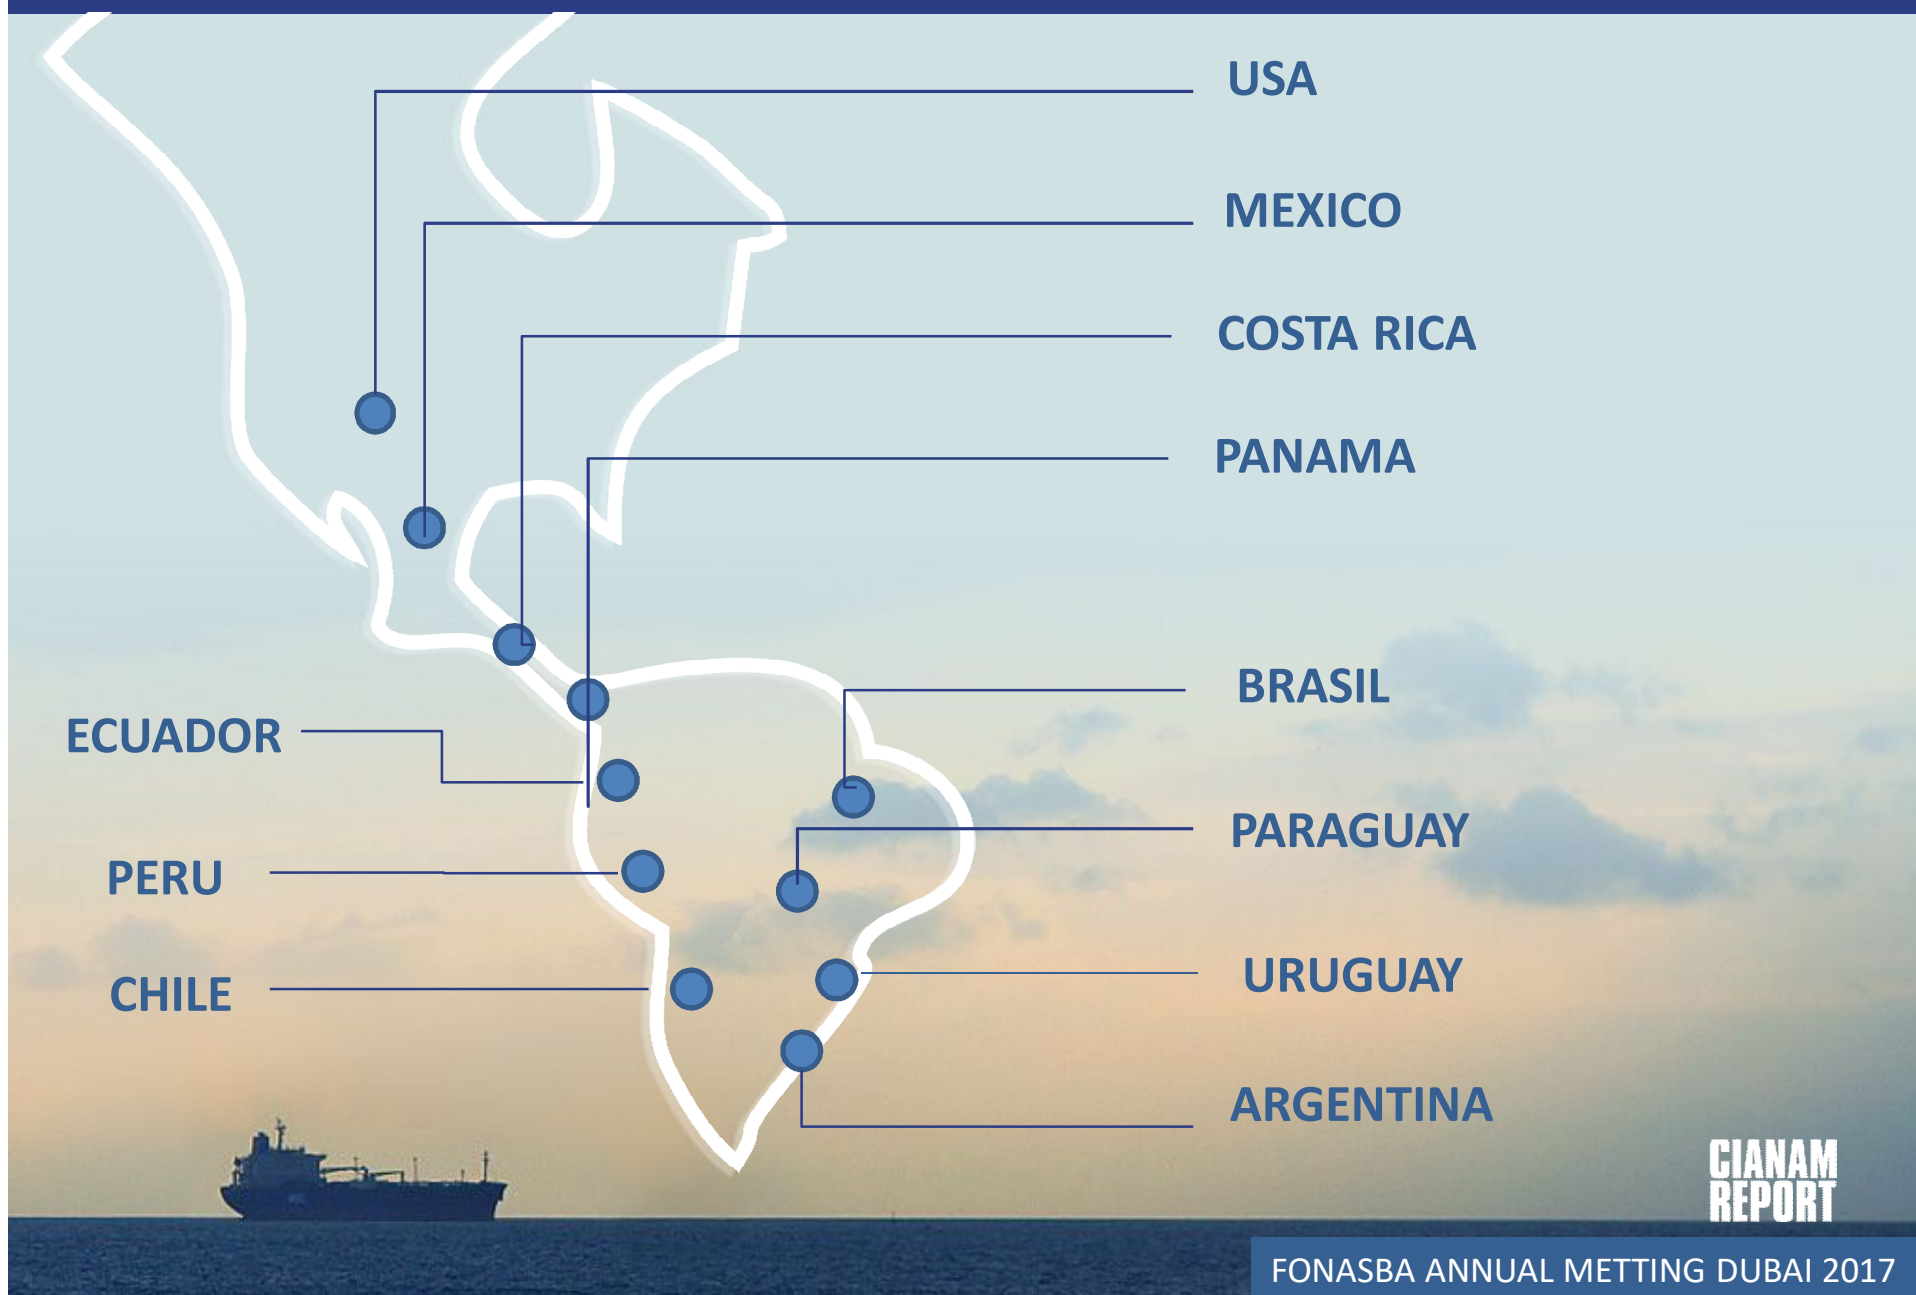 USA
MEXICO
COSTA RICA
PANAMA
BRASIL
ECUADOR
PARAGUAY
PERU
URUGUAY
CHILE
ARGENTINA
CIANAM
REPORT
FONASBA ANNUAL METTING DUBAI 2017